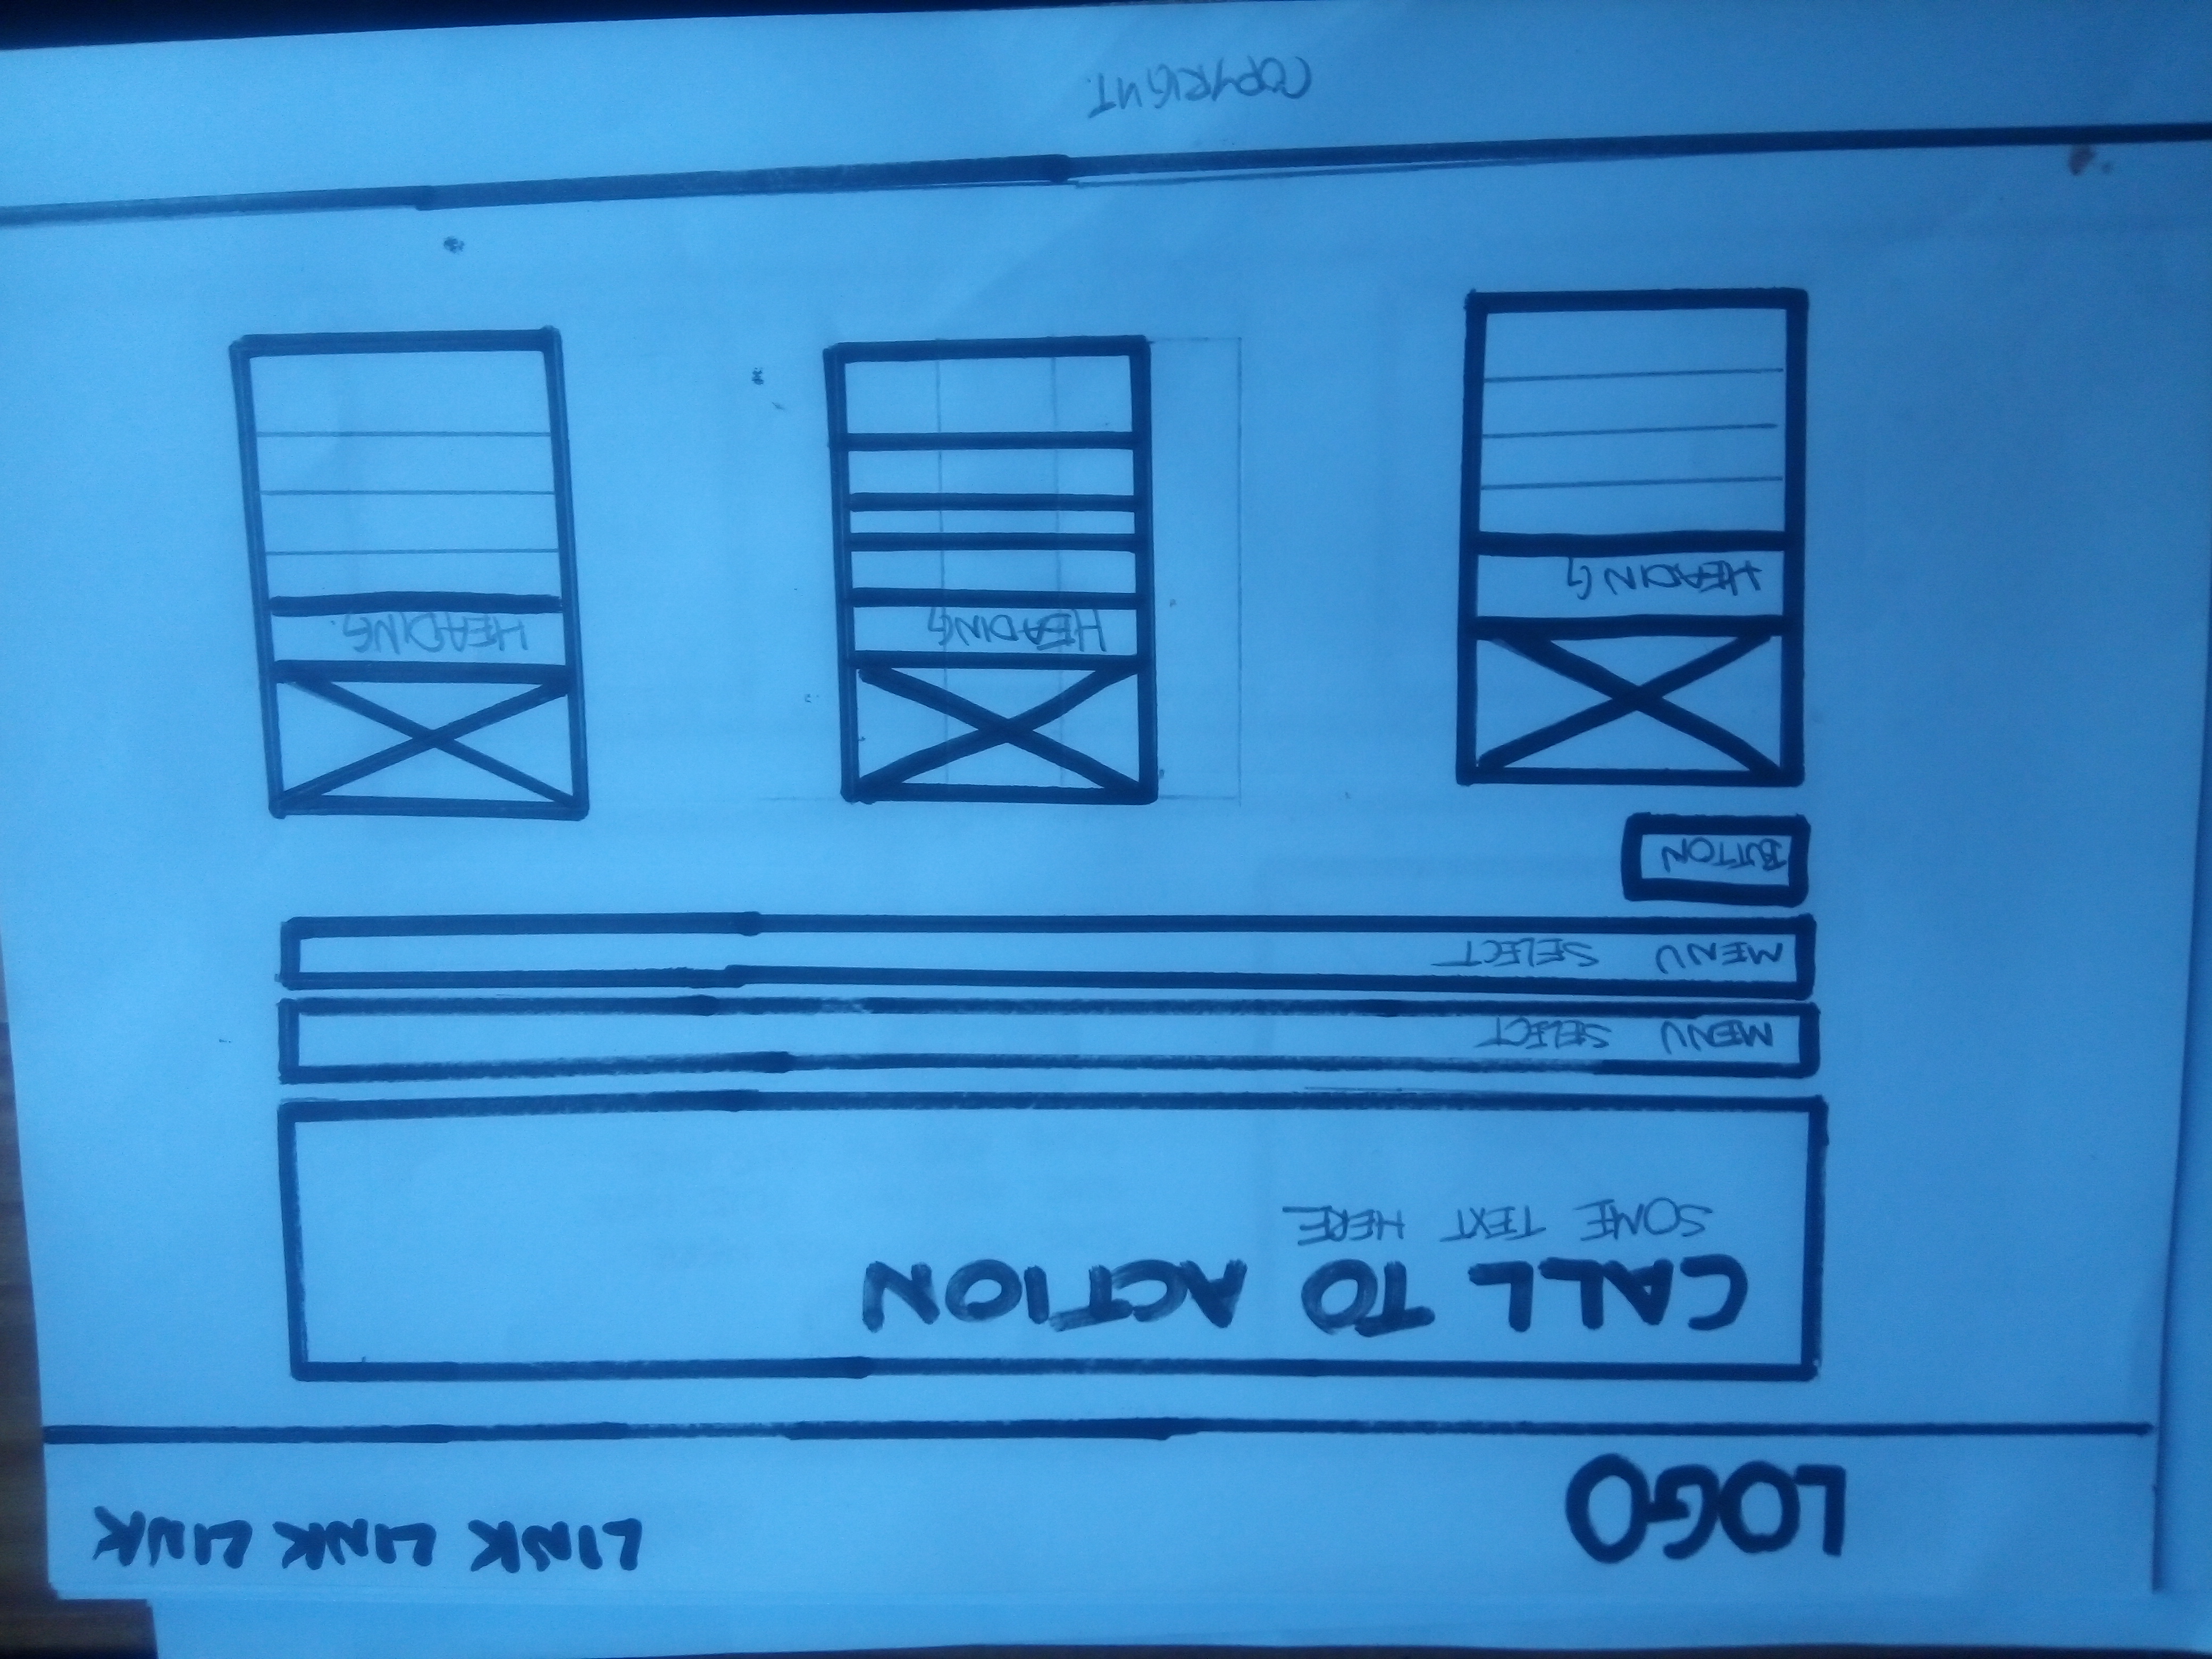 LOGO
LINK LINK LINK
CALL TO ACTION
SOME TEXT HERE
MENU SELECT
MENU SELECT
BUTTON
HEADING
HEADING
HEADING.
COPYRIGHT.